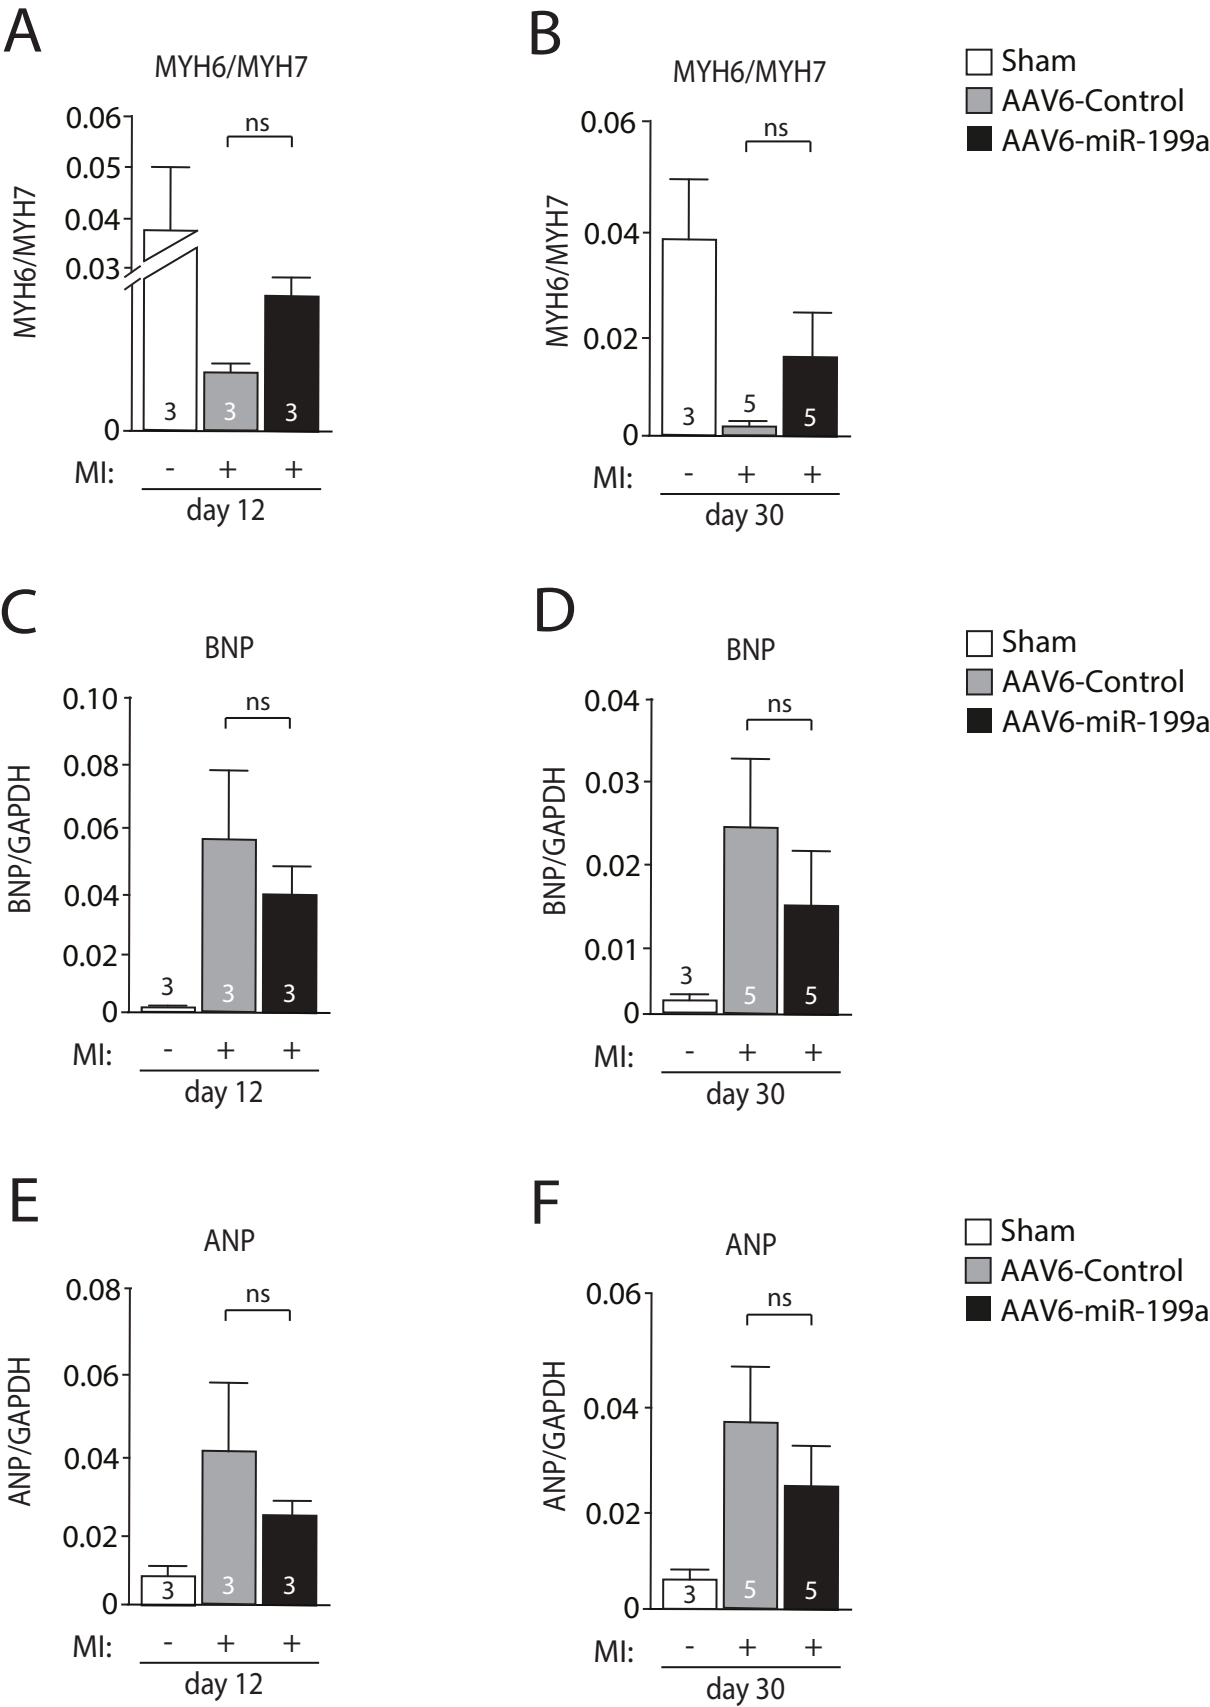 A
MYH6/MYH7
MYH6/MYH7
0.06
0.05
0.04
0.03
0
ns
3
3
3
MI: - + +
day 12
B
MYH6/MYH7
MYH6/MYH7
0.06
0.04
0.02
0
ns
3
5
5
MI: - + +
day 30
Sham
AAV6-Control
AAV6-miR-199a
C
BNP
BNP/GAPDH
0.10
0.08
0.06
0.04
0.02
0
ns
3
3
3
MI: - + +
day 12
D
BNP
BNP/GAPDH
0.04
0.03
0.02
0.01
0
ns
3
5
5
MI: - + +
day 30
Sham
AAV6-Control
AAV6-miR-199a
E
ANP
ANP/GAPDH
0.08
0.06
0.04
0.02
0
ns
3
3
3
MI: - + +
day 12
F
ANP
ANP/GAPDH
0.06
0.04
0.02
0
ns
3
5
5
MI: - + +
day 30
Sham
AAV6-Control
AAV6-miR-199a